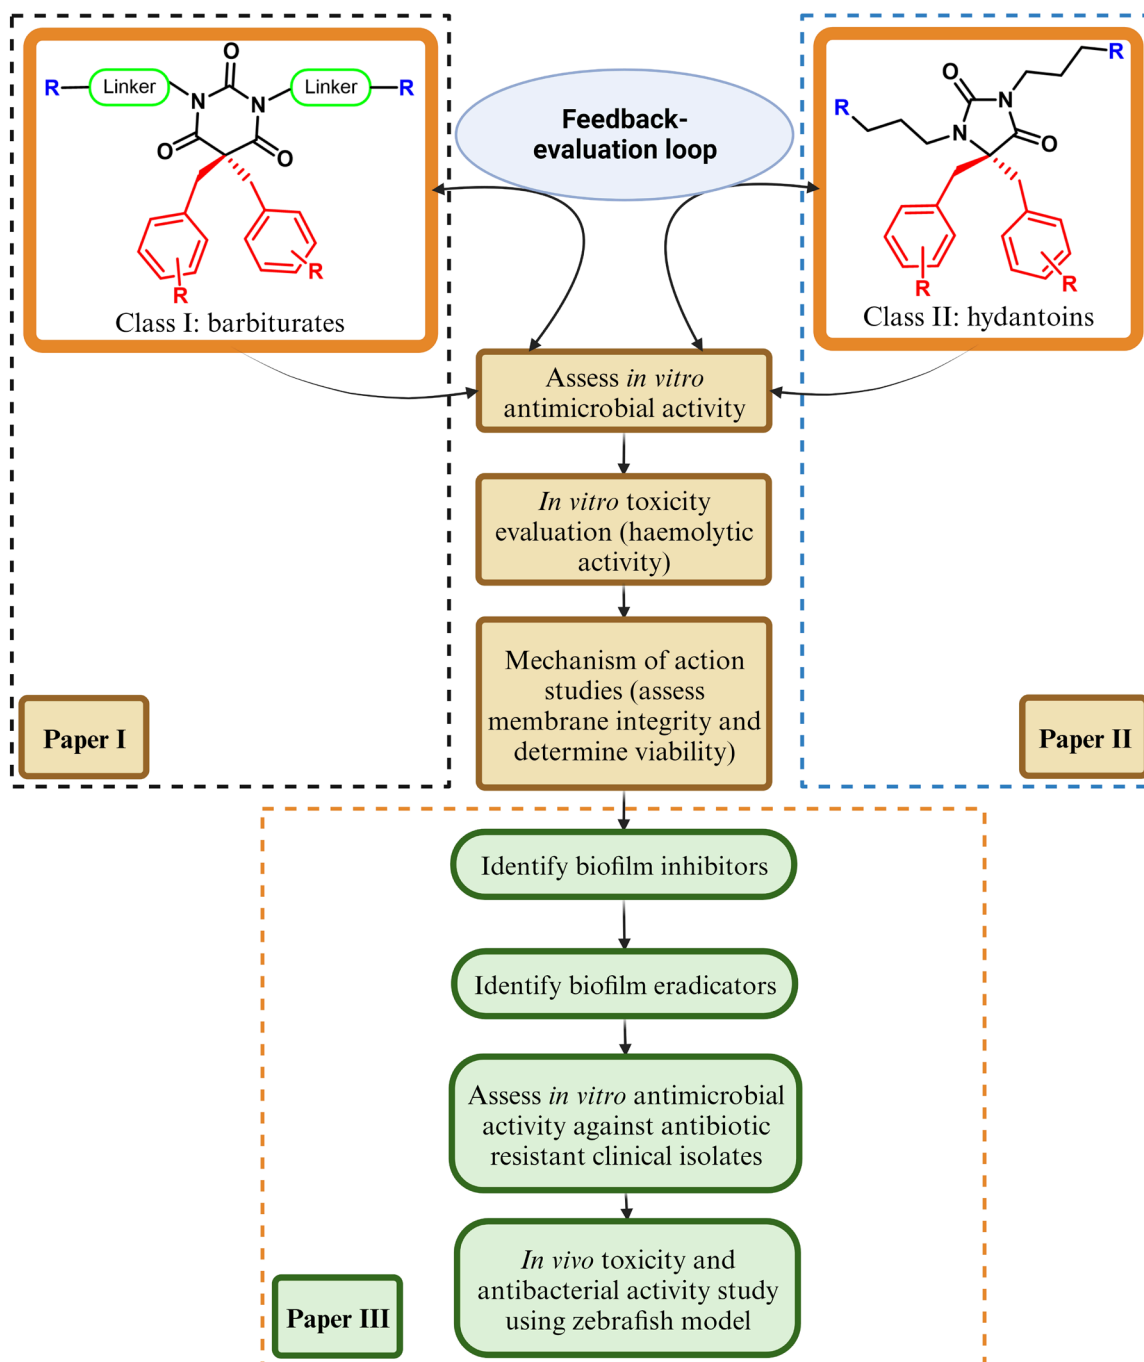 O
R
Linker
N
N
Linker
R
O
O
R
R
Class I: barbiturates
Feedback-
evaluation loop
R
O
N
R
N
O
R
R
Class II: hydantoins
Assess in vitro
antimicrobial activity
In vitro toxicity
evaluation (haemolytic
activity)
Mechanism of action
studies (assess
membrane integrity and
determine viability)
Paper I
Paper II
Identify biofilm inhibitors
Identify biofilm eradicators
Assess in vitro antimicrobial
activity against antibiotic
resistant clinical isolates
In vivo toxicity and
antibacterial activity study
using zebrafish model
Paper III